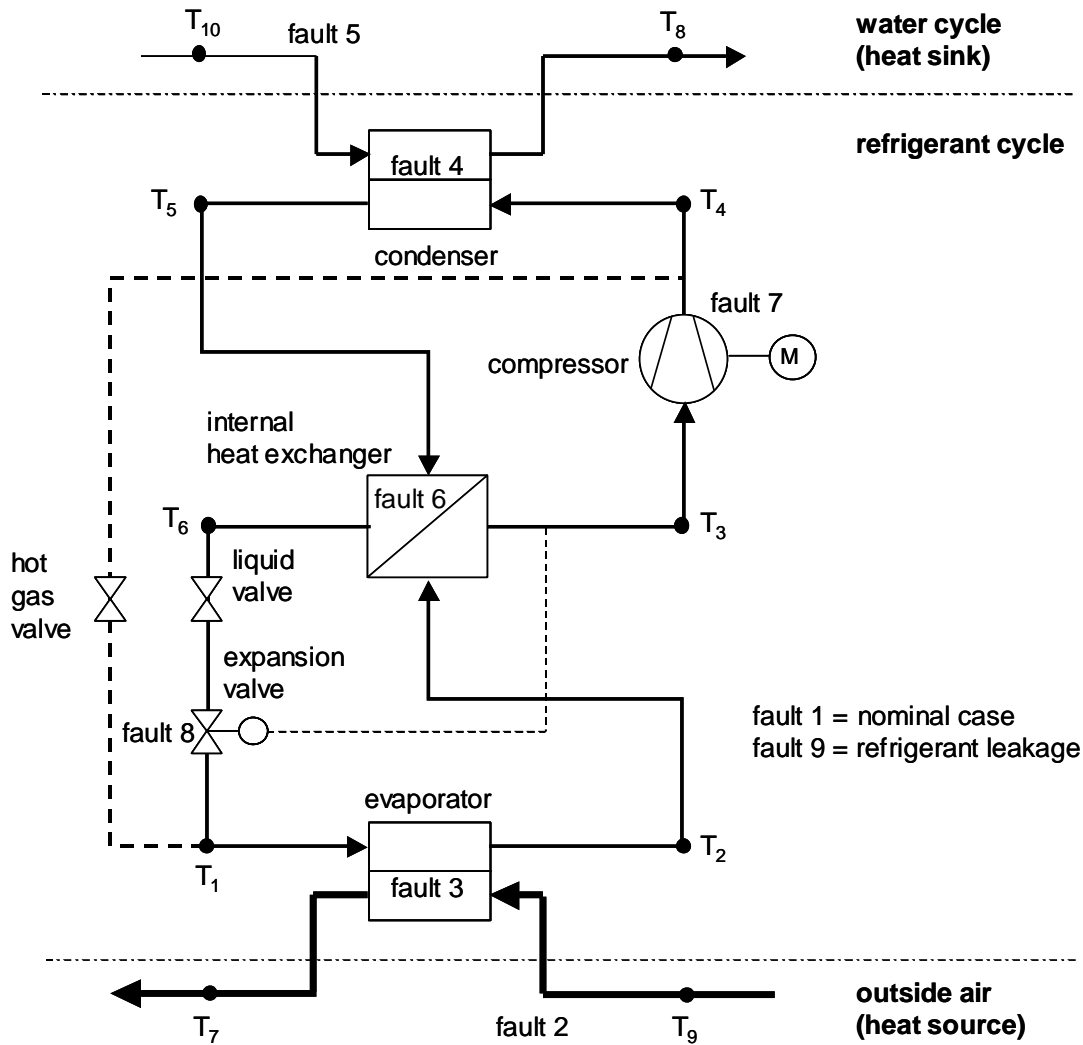 T10
fault 5
T8
water cycle
(heat sink)
refrigerant cycle
fault 4
T5
T4
condenser
fault 7
compressor
M
internal
heat exchanger
fault 6
T6
T3
hot
gas
valve
liquid
valve
expansion
valve
fault 8
fault 1 = nominal case
fault 9 = refrigerant leakage
evaporator
T1
T2
fault 3
outside air
(heat source)
T7
fault 2
T9